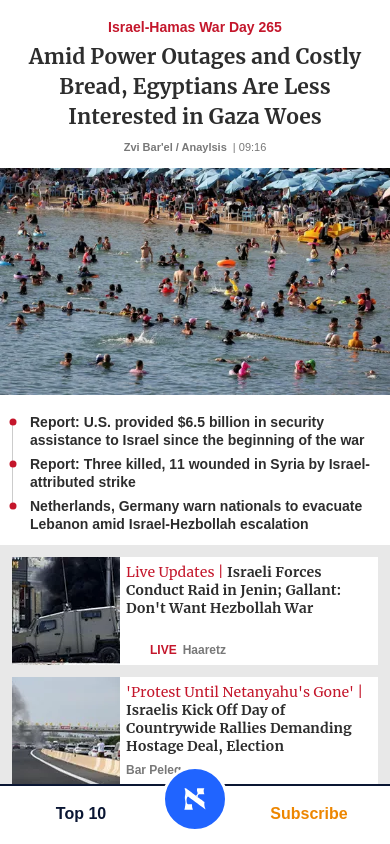 Israel-Hamas War Day 265
Amid Power Outages and Costly
Bread, Egyptians Are Less
Interested in Gaza Woes
Zvi Bar'el / Anaylsis | 09:16
Report: U.S. provided $6.5 billion in security
assistance to Israel since the beginning of the war
Report: Three killed, 11 wounded in Syria by Israel-
attributed strike
Netherlands, Germany warn nationals to evacuate
Lebanon amid Israel-Hezbollah escalation
Live Updates | Israeli Forces
Conduct Raid in Jenin; Gallant:
Don't Want Hezbollah War
LIVE Haaretz
'Protest Until Netanyahu's Gone' |
Israelis Kick Off Day of
Countrywide Rallies Demanding
Hostage Deal, Election
Bar Peleg
Top 10
Subscribe